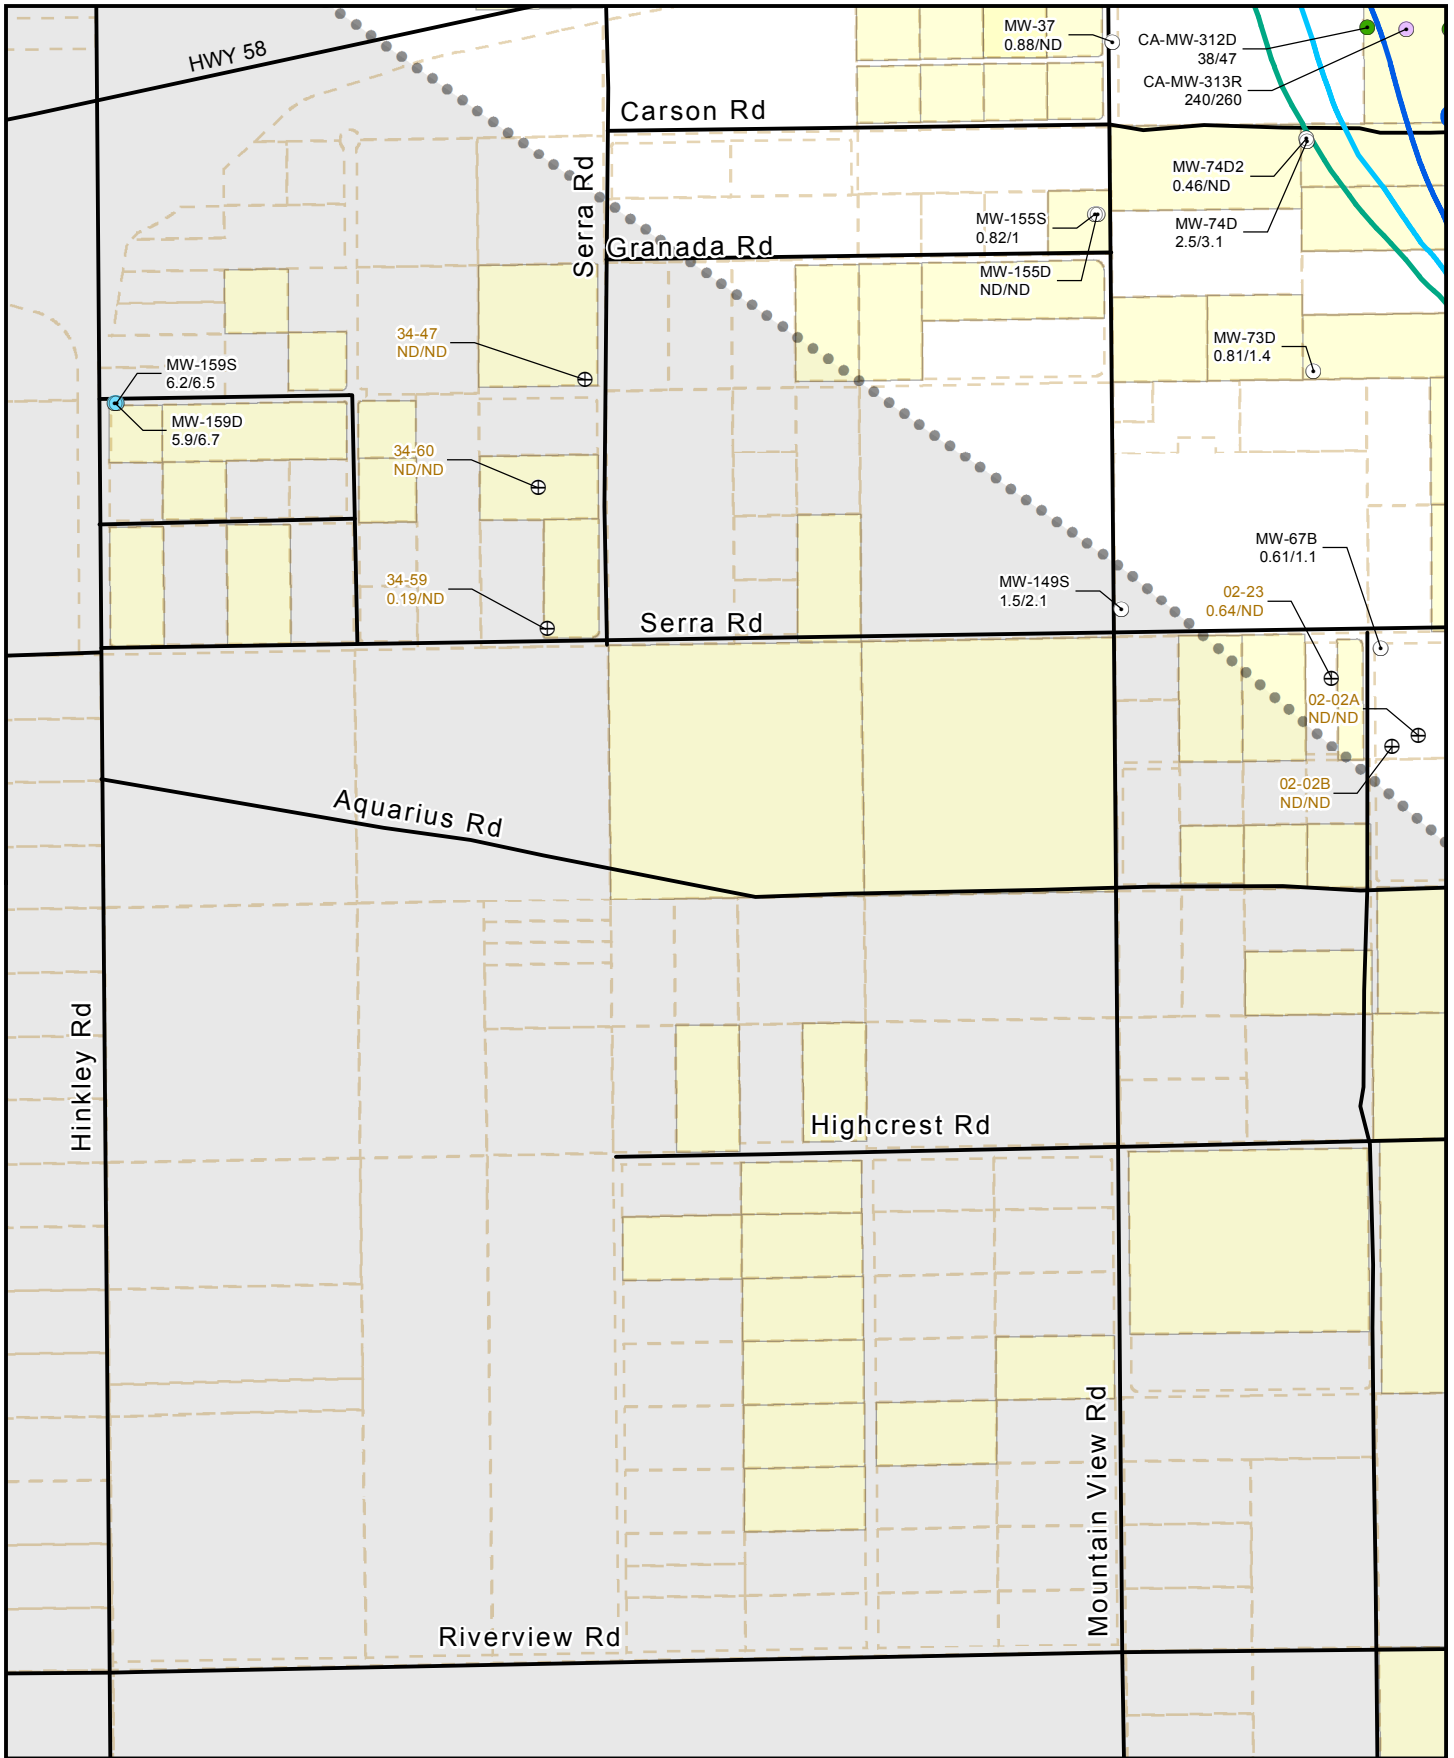 MW-37
0.88/ND
CA-MW-312D
38/47
CA-MW-313R
240/260
HWY 58
Carson Rd
MW-74D2
0.46/ND
MW-74D
2.5/3.1
Serra Rd
MW-155S
0.82/1
Granada Rd
MW-155D
ND/ND
34-47
ND/ND
MW-73D
0.81/1.4
MW-159S
6.2/6.5
MW-159D
5.9/6.7
34-60
ND/ND
MW-67B
0.61/1.1
34-59
0.19/ND
MW-149S
1.5/2.1
02-23
0.64/ND
Serra Rd
02-02A
ND/ND
02-02B
ND/ND
Aquarius Rd
Hinkley Rd
Highcrest Rd
Mountain View Rd
Riverview Rd